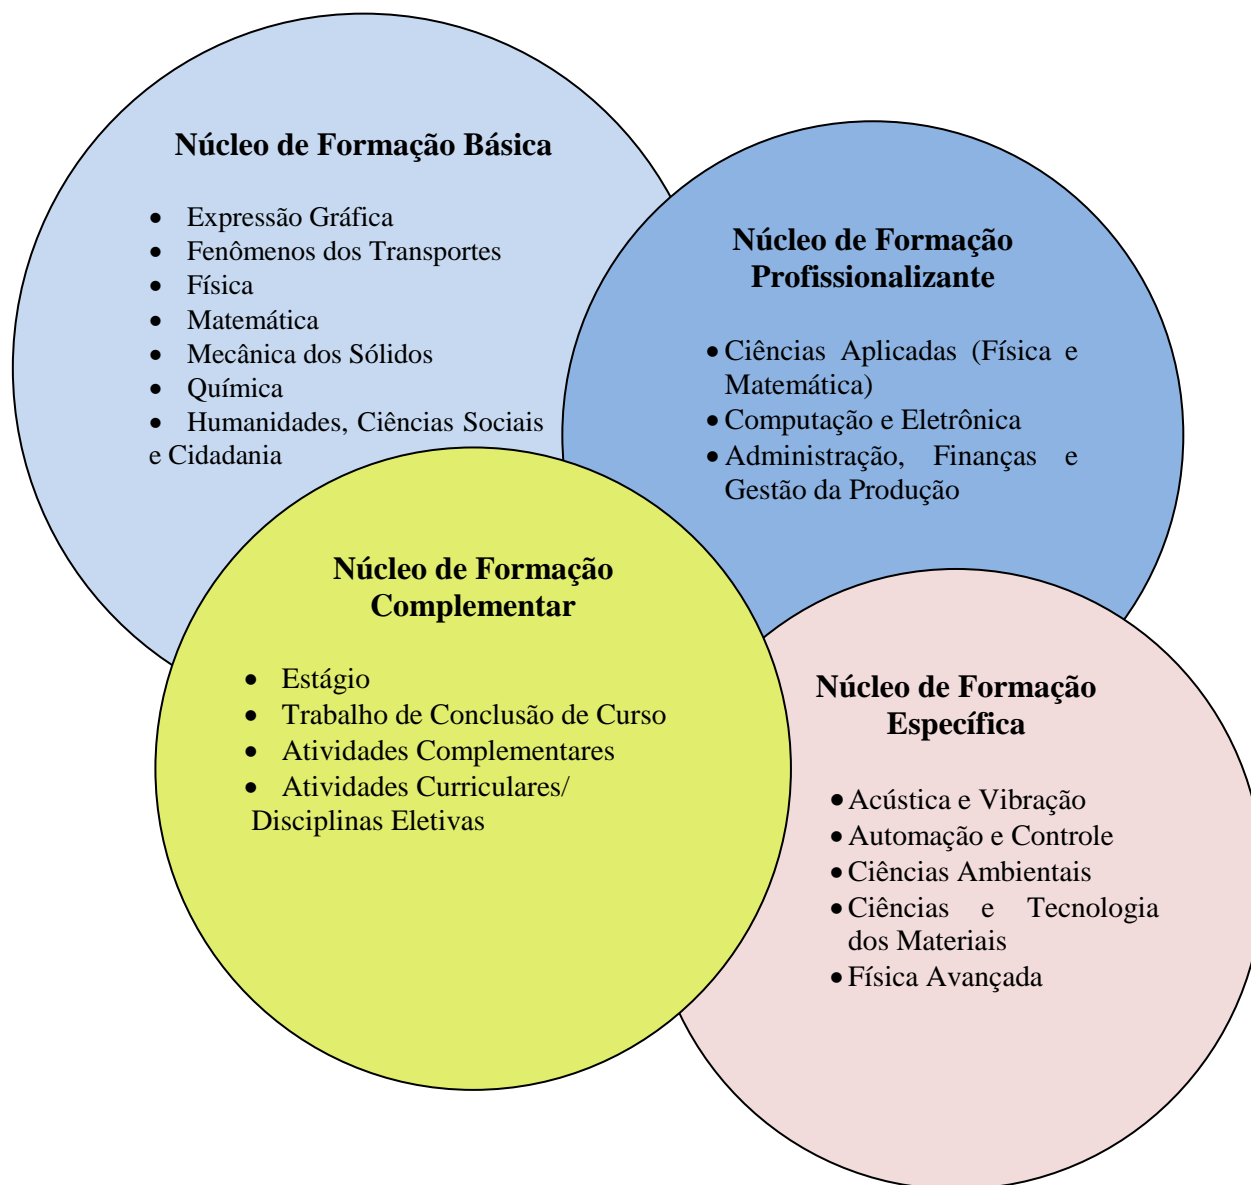 Núcleo de Formação Básica
• Expressão Gráfica
• Fenômenos dos Transportes
• Física
• Matemática
• Mecânica dos Sólidos
• Química
• Humanidades, Ciências Sociais
e Cidadania
Núcleo de Formação
Profissionalizante
• Ciências Aplicadas (Física e
Matemática)
• Computação e Eletrônica
• Administração, Finanças e
Gestão da Produção
Núcleo de Formação
Complementar
• Estágio
• Trabalho de Conclusão de Curso
• Atividades Complementares
• Atividades Curriculares/
Disciplinas Eletivas
Núcleo de Formação
Específica
• Acústica e Vibração
• Automação e Controle
• Ciências Ambientais
• Ciências e Tecnologia
dos Materiais
• Física Avançada